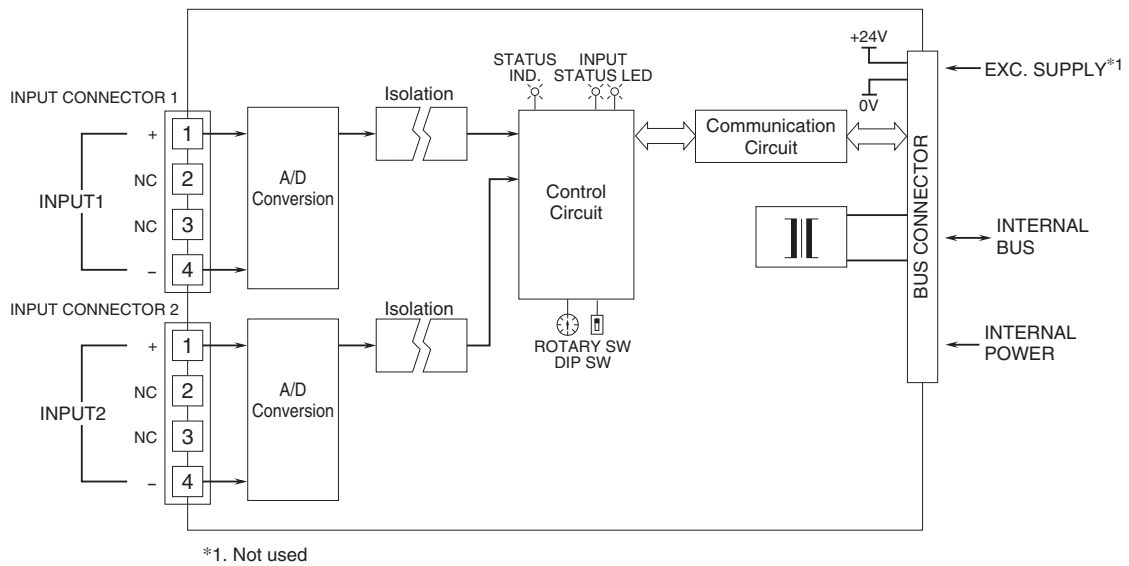 +24V
STATUS
IND.
INPUT
STATUS LED
EXC. SUPPLY*1
0V
INPUT CONNECTOR 1
Isolation
+
1
A/D
Conversion
Communication
Circuit
NC
2
INPUT1
Control
Circuit
NC
3
BUS CONNECTOR
INTERNAL
BUS
−
4
INPUT CONNECTOR 2
Isolation
+
1
ROTARY SW
DIP SW
INTERNAL
POWER
A/D
Conversion
NC
2
INPUT2
NC
3
−
4
*1. Not used